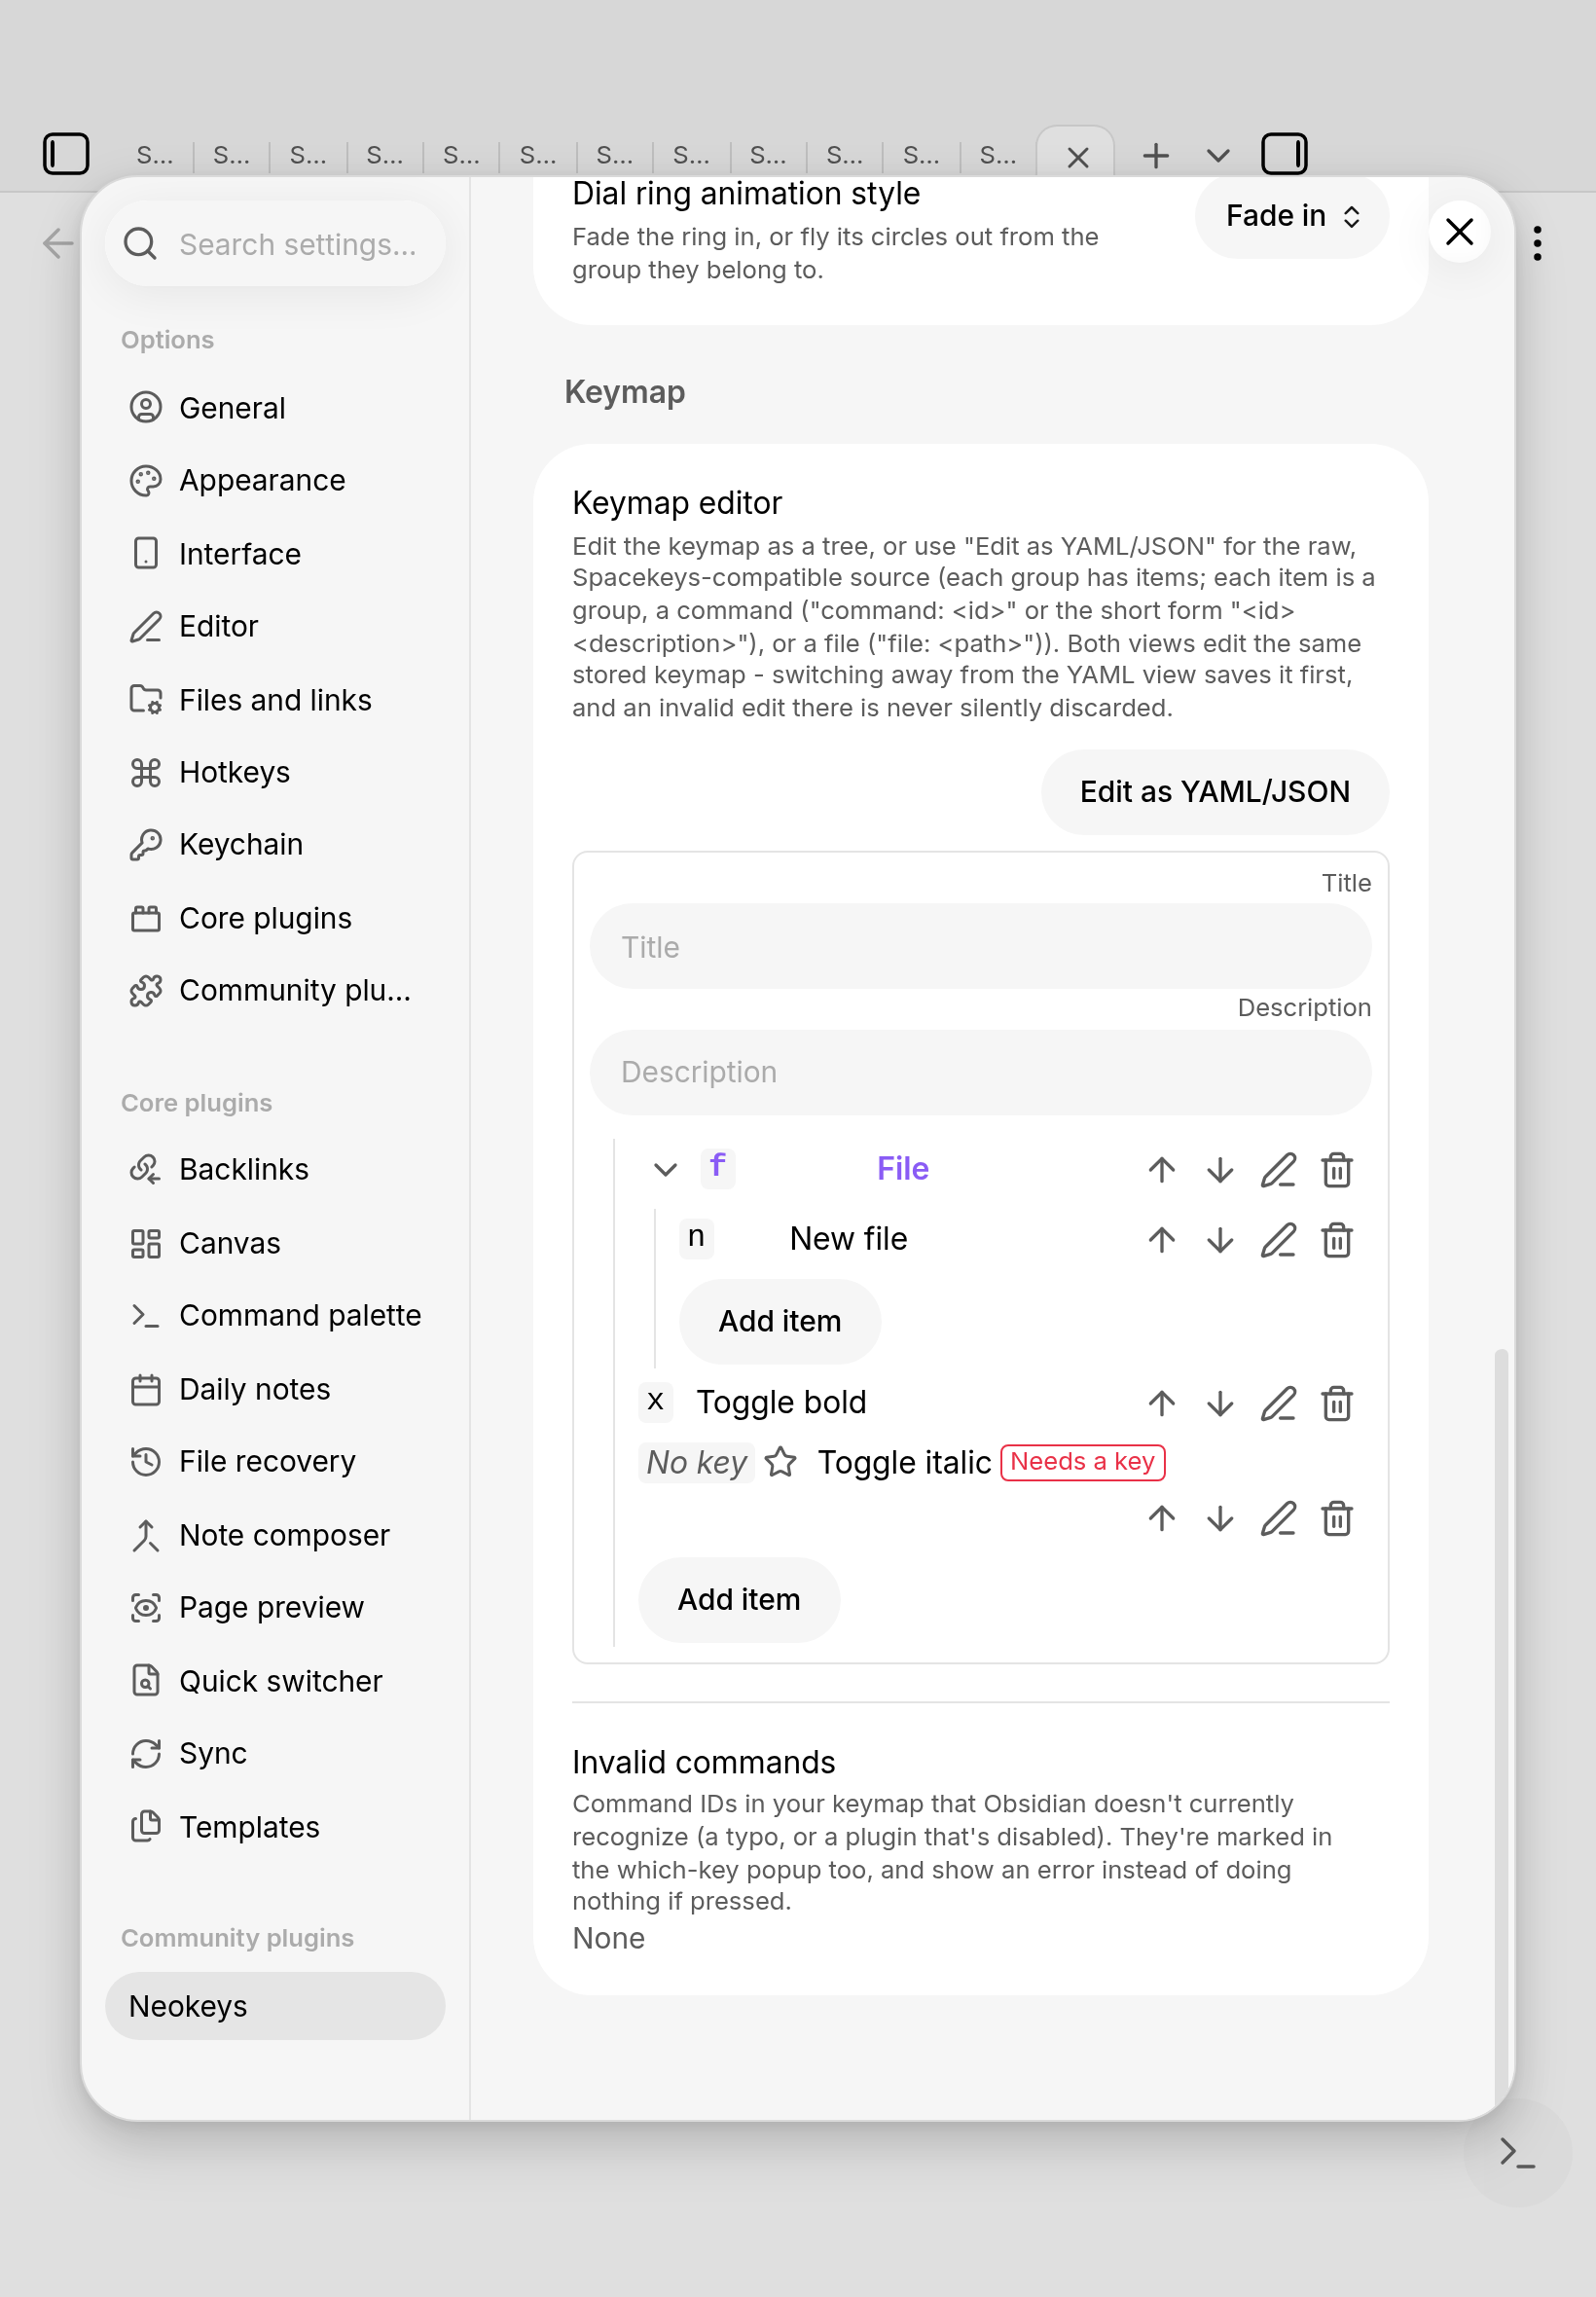 S...
S...
S...
S...
S...
S...
S...
S...
S...
S...
S...
S...
Search settings...
Options
General
Appearance
Interface
Editor
Files and links
Hotkeys
Keychain
Core plugins
Community plu...
Core plugins
Backlinks
Canvas
Command palette
Daily notes
File recovery
Note composer
Page preview
Quick switcher
Sync
Templates
Community plugins
Neokeys
Dial ring animation style
Fade the ring in, or fly its circles out from the
group they belong to.
Fade in
Keymap
Keymap editor
Edit the keymap as a tree, or use "Edit as YAML/JSON" for the raw,
Spacekeys-compatible source (each group has items; each item is a
group, a command ("command: <id>" or the short form "<id>
<description>"), or a file ("file: <path>")). Both views edit the same
stored keymap - switching away from the YAML view saves it first,
and an invalid edit there is never silently discarded.
Edit as YAML/JSON
Title
Title
Description
Description
f File
n New file
Add item
x Toggle bold
No key Toggle italic Needs a key
Add item
Invalid commands
Command IDs in your keymap that Obsidian doesn't currently
recognize (a typo, or a plugin that's disabled). They're marked in
the which-key popup too, and show an error instead of doing
nothing if pressed.
None